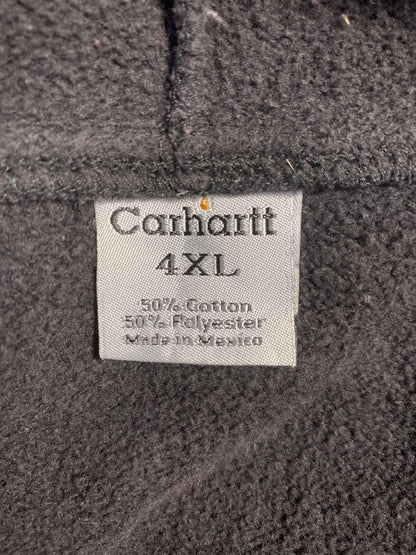 Carhartt
4XL
50% Cotton
50% Polyester
Made in Mexico